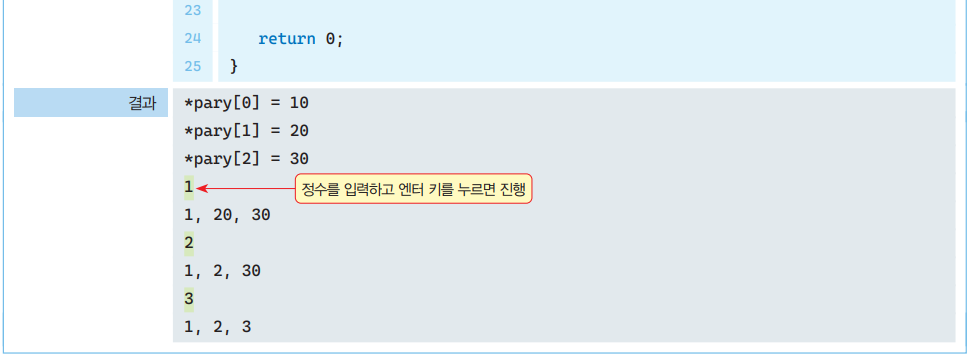 23
24 return 0;
25 }
결과
*pary[0] = 10
*pary[1] = 20
*pary[2] = 30
1 정수를 입력하고 엔터 키를 누르면 진행
1, 20, 30
2
1, 2, 30
3
1, 2, 3